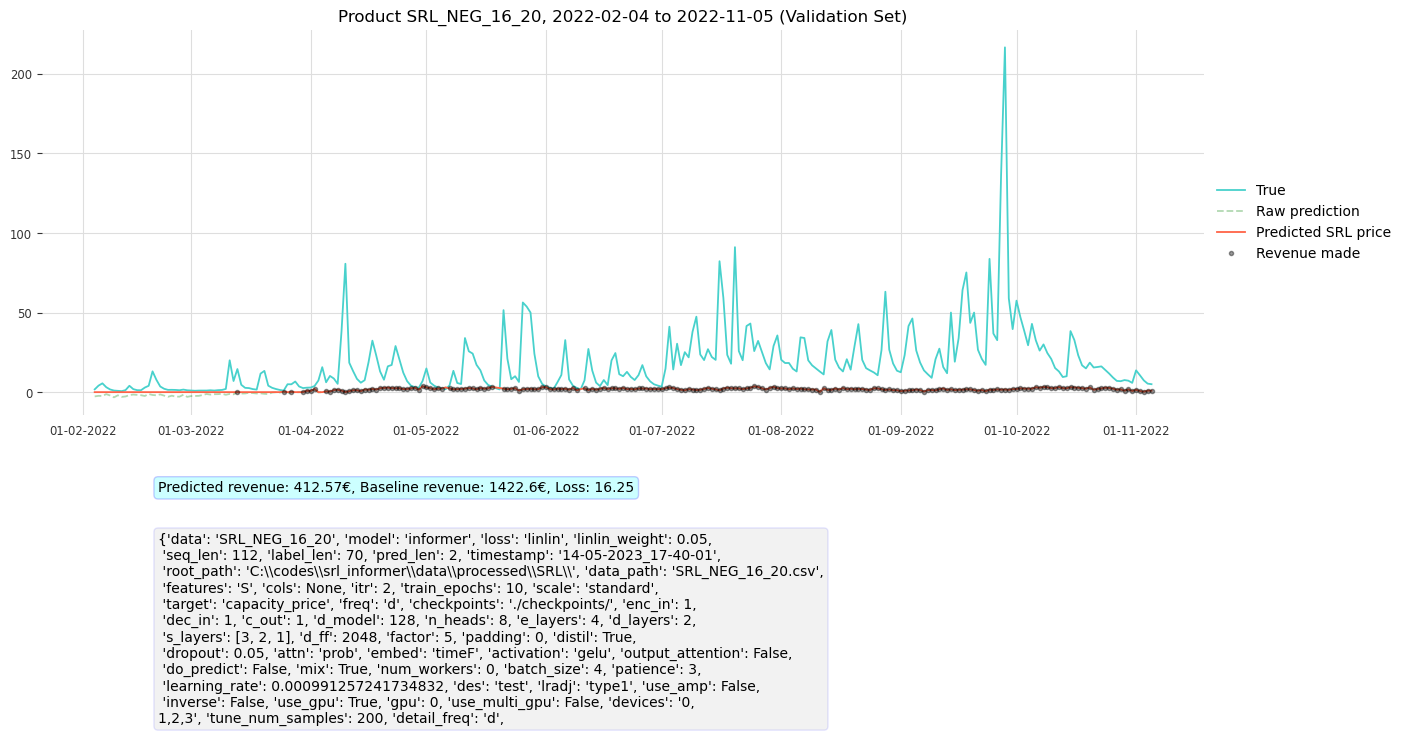 Product SRL_NEG_16_20, 2022-02-04 to 2022-11-05 (Validation Set)
200
150
100
50
0
01-02-2022 01-03-2022 01-04-2022 01-05-2022 01-06-2022 01-07-2022 01-08-2022 01-09-2022 01-10-2022 01-11-2022
True
Raw prediction
Predicted SRL price
Revenue made
Predicted revenue: 412.57€, Baseline revenue: 1422.6€, Loss: 16.25
{'data': 'SRL_NEG_16_20', 'model': 'informer', 'loss': 'linlin', 'linlin_weight': 0.05,
'seq_len': 112, 'label_len': 70, 'pred_len': 2, 'timestamp': '14-05-2023_17-40-01',
'root_path': 'C:\\codes\\srl_informer\\data\\processed\\SRL\\', 'data_path': 'SRL_NEG_16_20.csv',
'features': 'S', 'cols': None, 'itr': 2, 'train_epochs': 10, 'scale': 'standard',
'target': 'capacity_price', 'freq': 'd', 'checkpoints': './checkpoints/', 'enc_in': 1,
'dec_in': 1, 'c_out': 1, 'd_model': 128, 'n_heads': 8, 'e_layers': 4, 'd_layers': 2,
's_layers': [3, 2, 1], 'd_ff': 2048, 'factor': 5, 'padding': 0, 'distil': True,
'dropout': 0.05, 'attn': 'prob', 'embed': 'timeF', 'activation': 'gelu', 'output_attention': False,
'do_predict': False, 'mix': True, 'num_workers': 0, 'batch_size': 4, 'patience': 3,
'learning_rate': 0.000991257241734832, 'des': 'test', 'lradj': 'type1', 'use_amp': False,
'inverse': False, 'use_gpu': True, 'gpu': 0, 'use_multi_gpu': False, 'devices': '0,
1,2,3', 'tune_num_samples': 200, 'detail_freq': 'd',